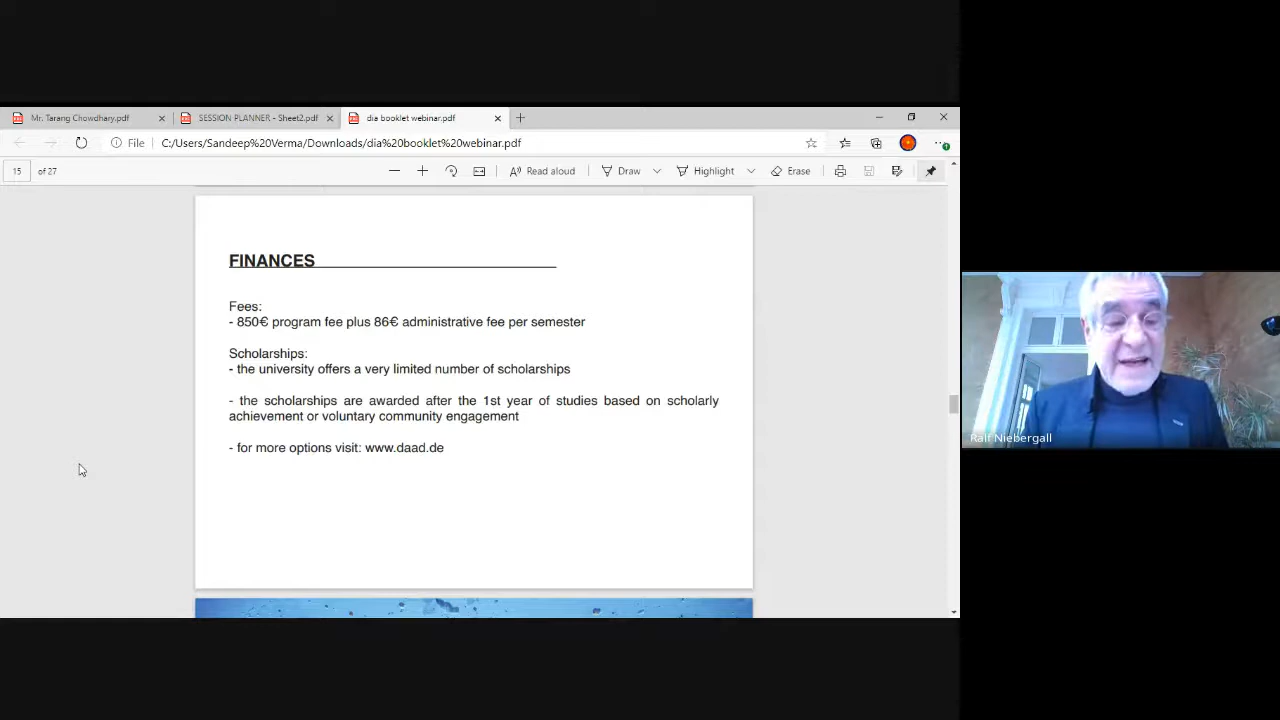 Mr. Tarang Chowdhary.pdf
SESSION PLANNER - Sheet2.pdf
dia booklet webinar.pdf
File
C:/Users/Sandeep%20Verma/Downloads/dia%20booklet%20webinar.pdf
15 of 27
Read aloud
Draw
Highlight
Erase
FINANCES
Fees:
- 850€ program fee plus 86€ administrative fee per semester
Scholarships:
- the university offers a very limited number of scholarships
- the scholarships are awarded after the 1st year of studies based on scholarly
achievement or voluntary community engagement
- for more options visit: www.daad.de
Ralf Niebergall